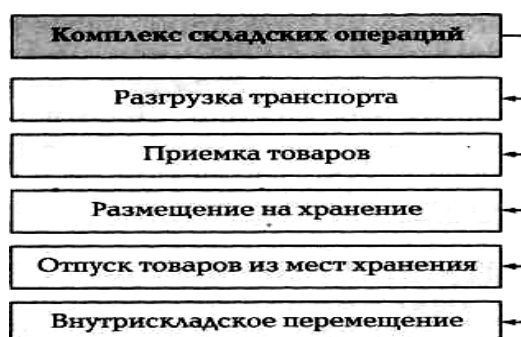 Комплекс складских операций
Разгрузка транспорта
Приемка товаров
Размещение на хранение
Отпуск товаров из мест хранения
Внутрискладское перемещение